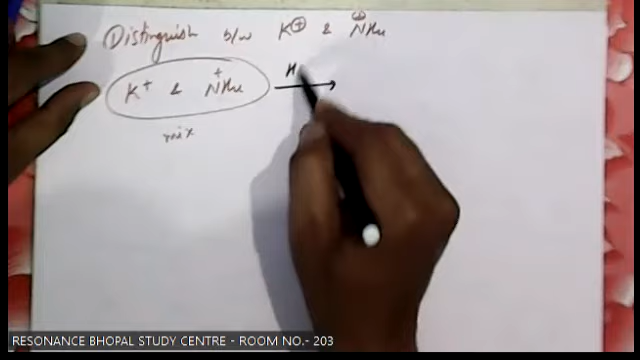 Distinguish b/w K⊕ & N⊕H₄
K⁺ & N⁺H₄
H
mix
RESONANCE BHOPAL STUDY CENTRE - ROOM NO.- 203